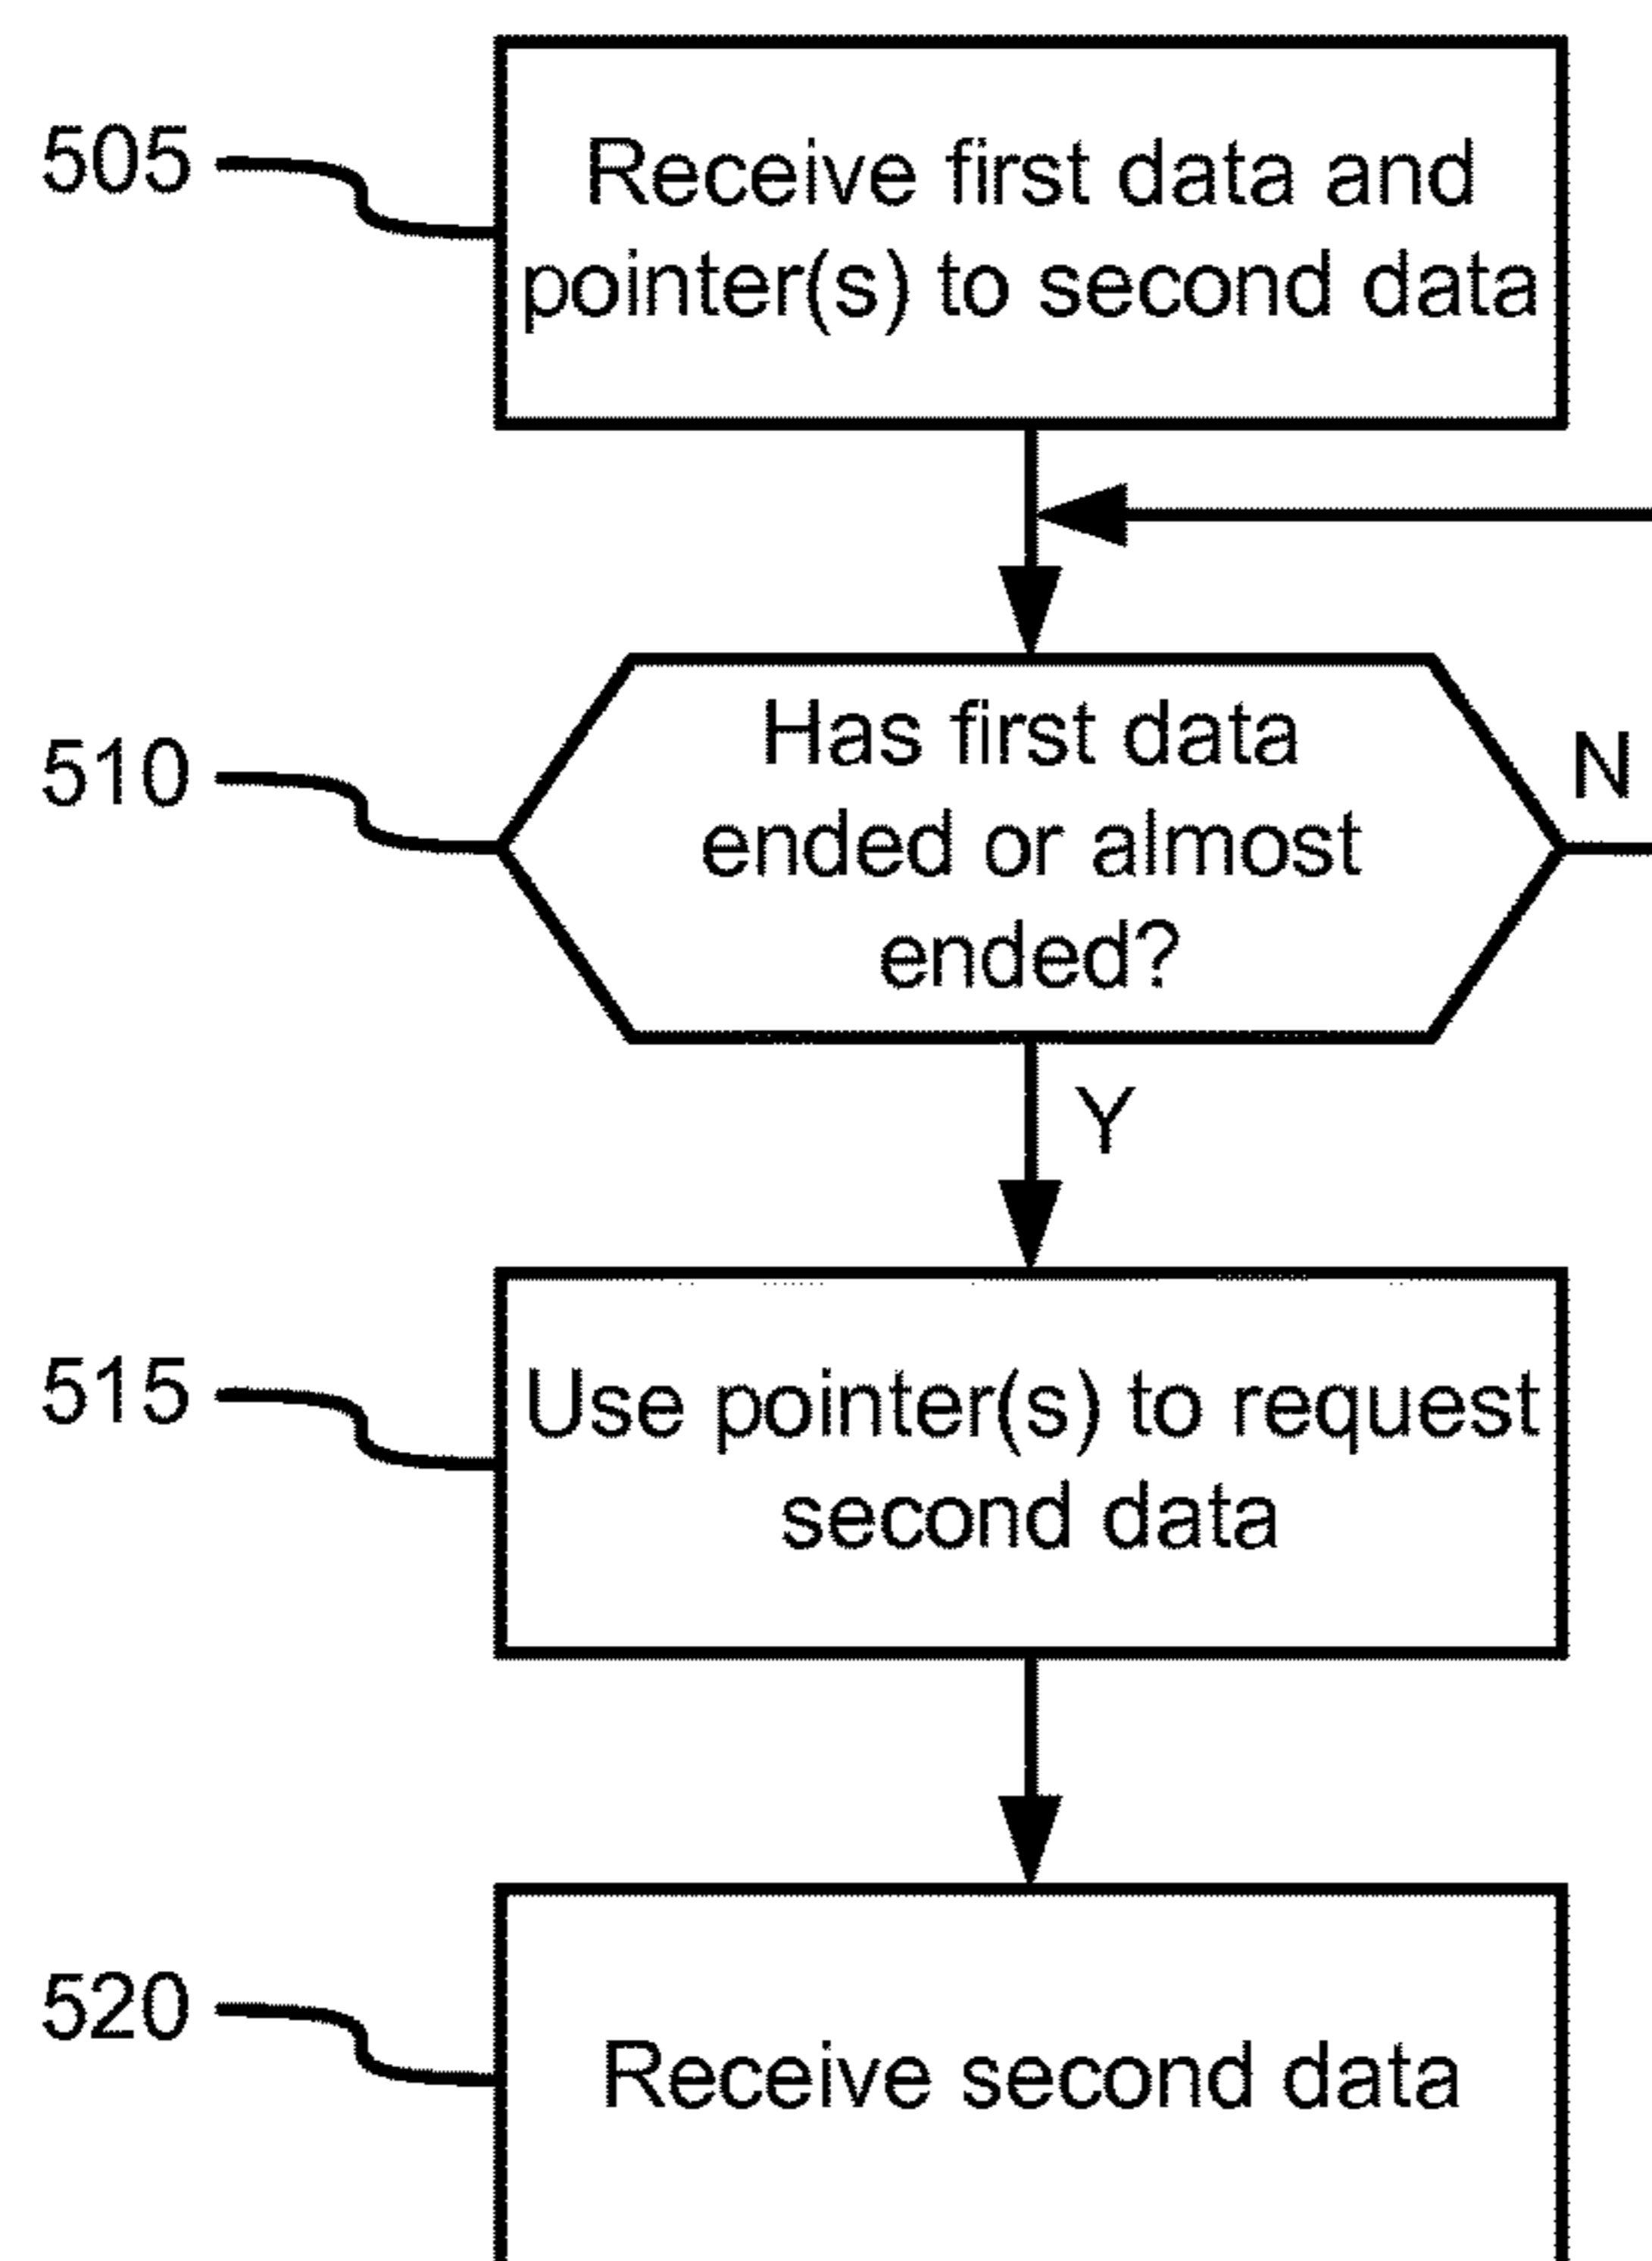 505
Receive first data and
pointer(s) to second data
510
Has first data
ended or almost
ended?
N
Y
515
Use pointer(s) to request
second data
520
Receive second data